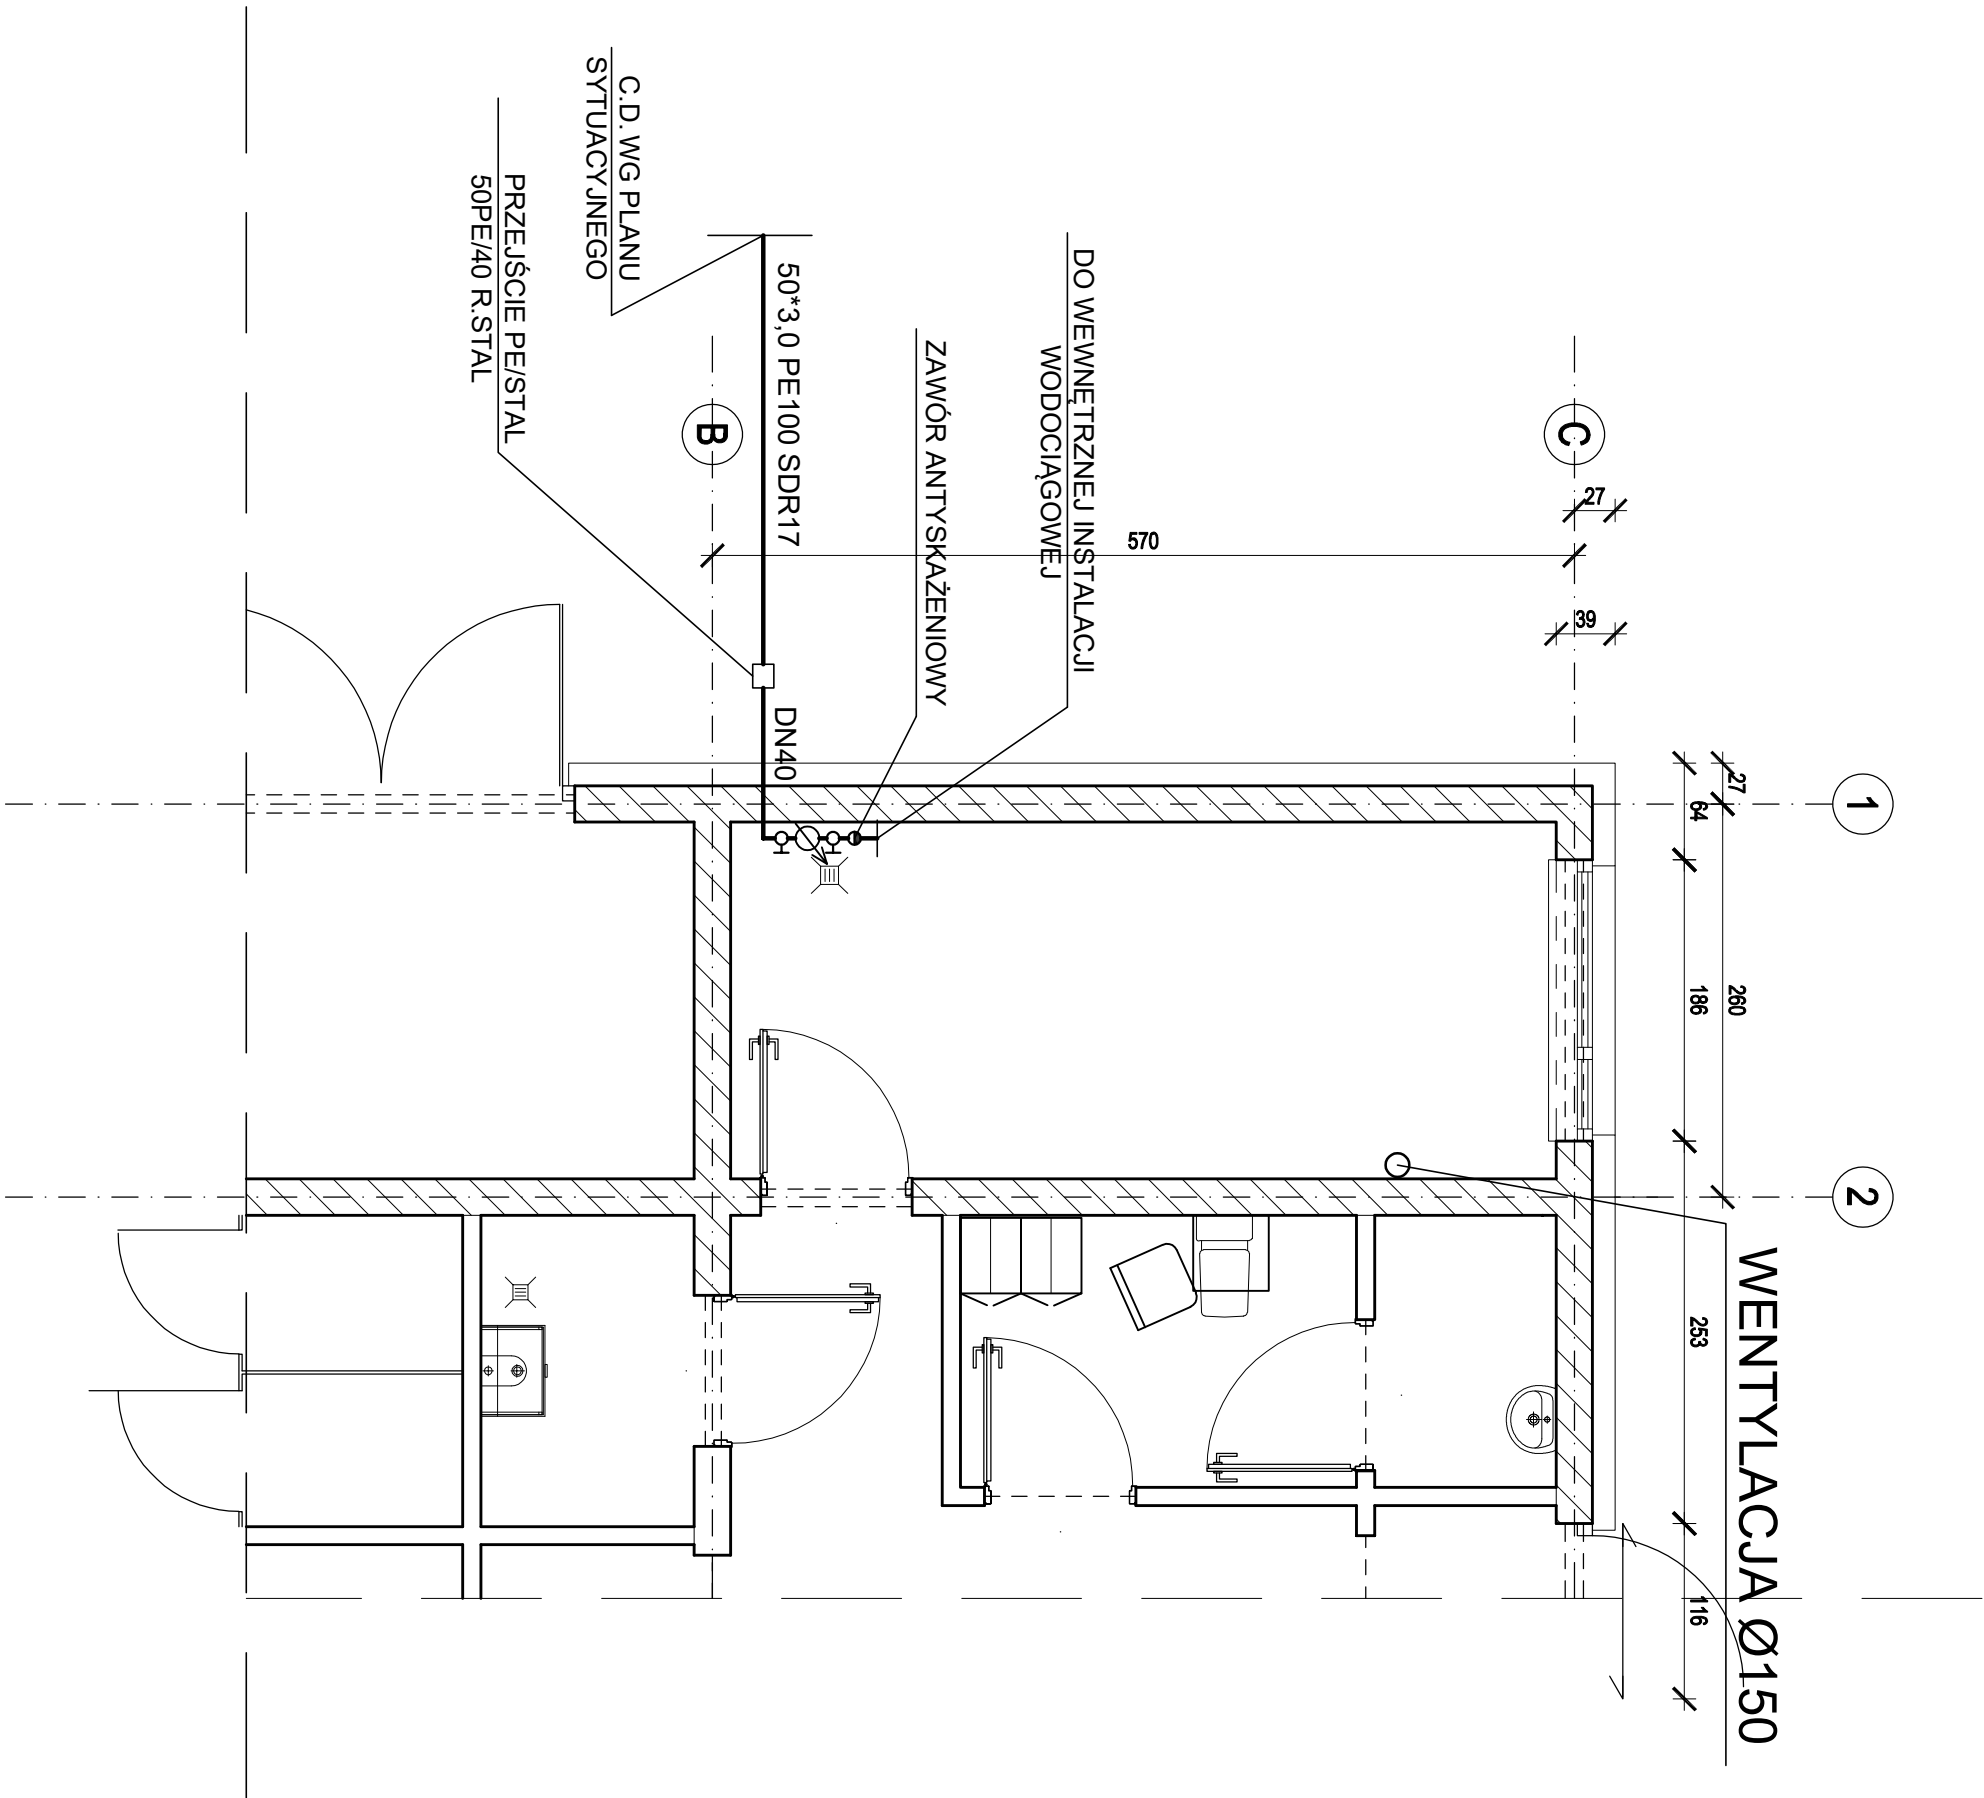 C.D. WG PLANU
SYTUACYJNEGO
PRZEJŚCIE PE/STAL
50PE/40 R.STAL
50*3,0 PE100 SDR17
DN40
DO WEWNĘTRZNEJ INSTALACJI
WODOCIĄGOWEJ
ZAWÓR ANTYSKAŻENIOWY
B
C
27
570
39
1
27
64
260
186
2
253
116
WENTYLACJA Ø150